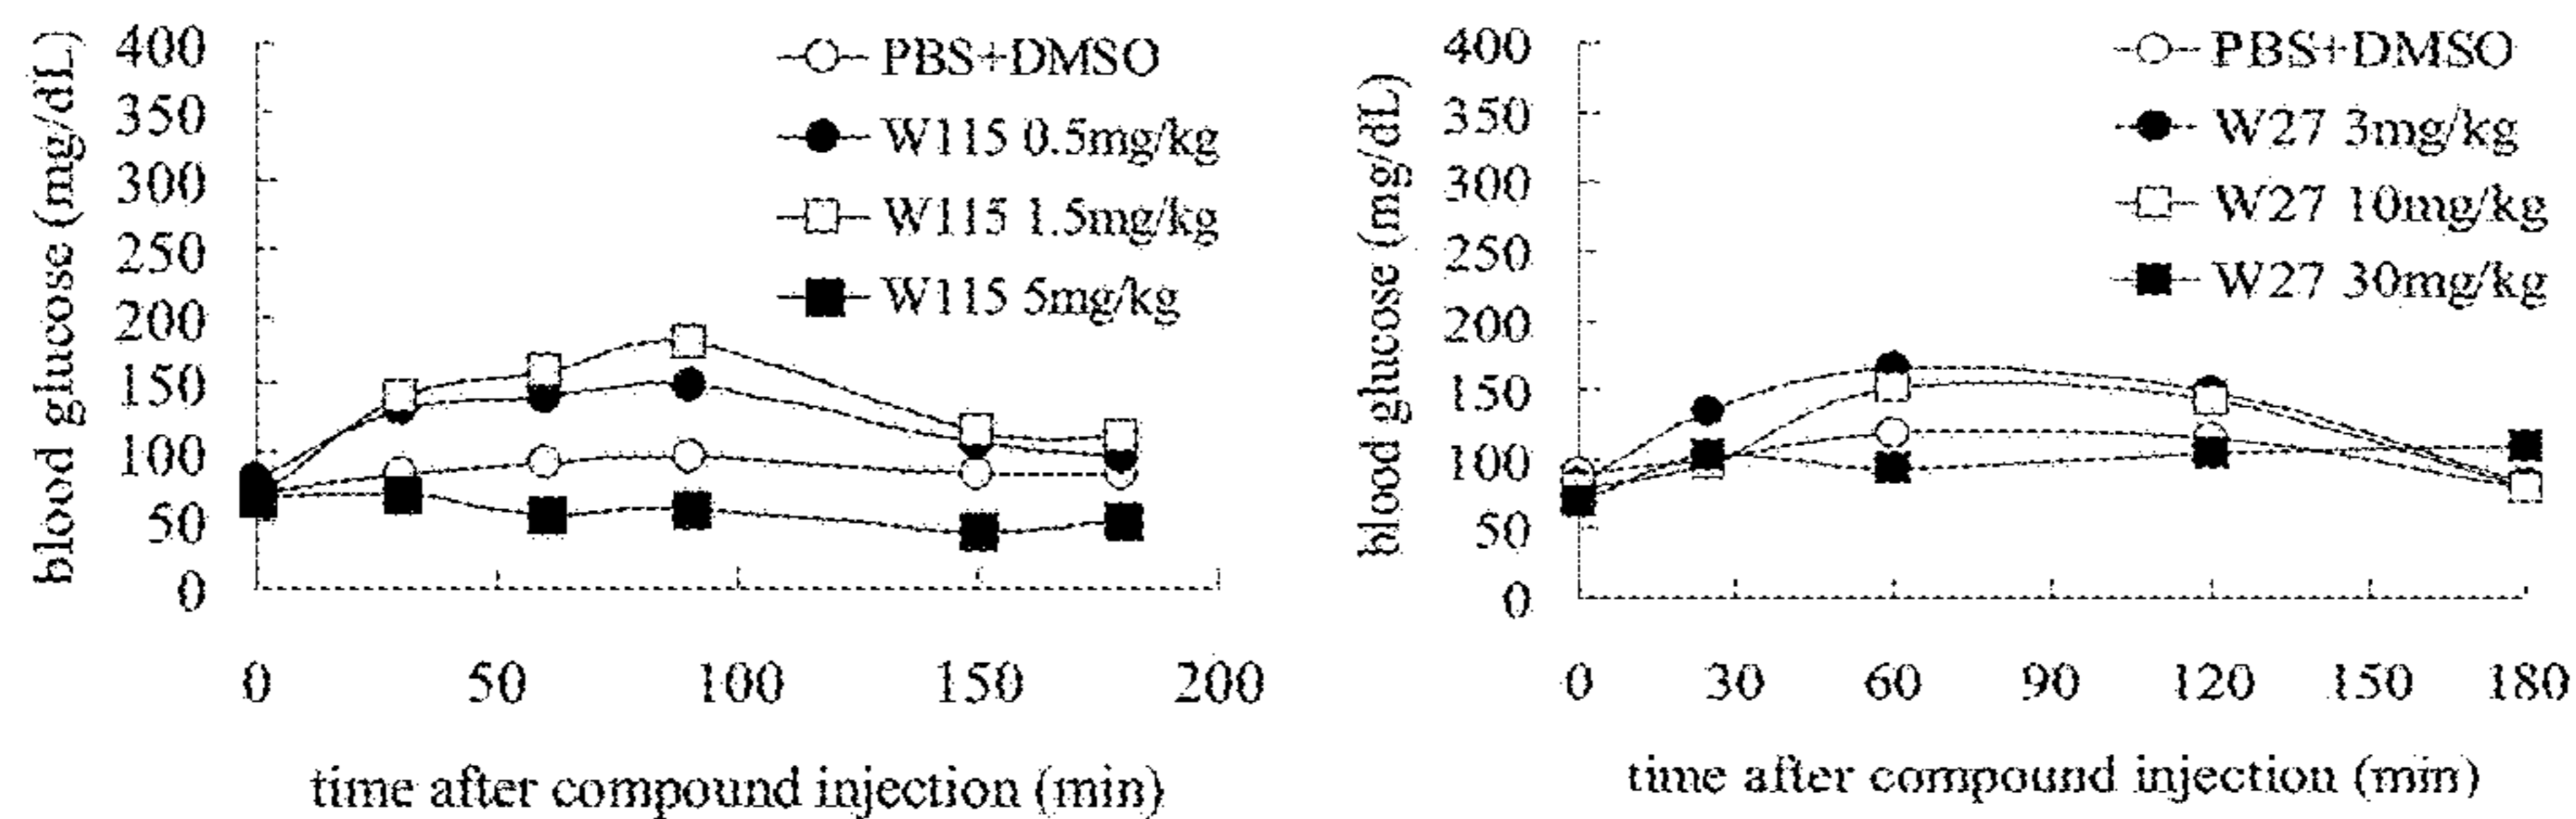 blood glucose (mg/dL)
400
350
300
250
200
150
100
50
0
PBS+DMSO
W115 0.5mg/kg
W115 1.5mg/kg
W115 5mg/kg
0 50 100 150 200
time after compound injection (min)
blood glucose (mg/dL)
400
350
300
250
200
150
100
50
0
PBS+DMSO
W27 3mg/kg
W27 10mg/kg
W27 30mg/kg
0 30 60 90 120 150 180
time after compound injection (min)